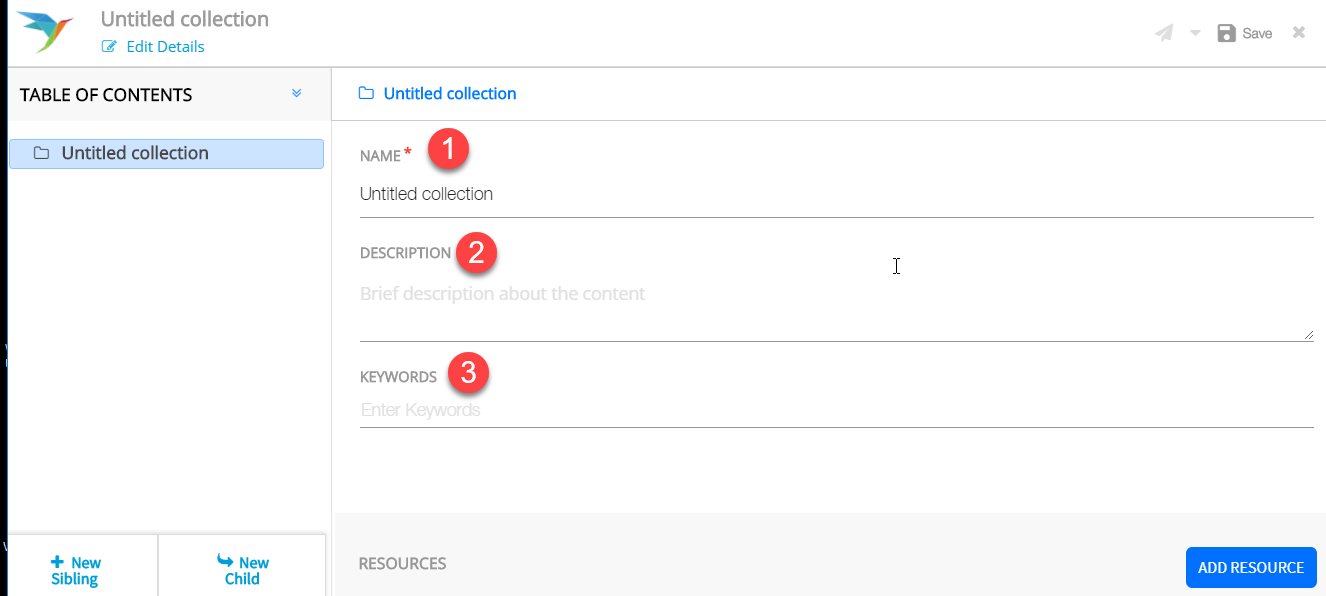 Untitled collection
Edit Details
Save
TABLE OF CONTENTS
Untitled collection
Untitled collection
NAME* 1
Untitled collection
DESCRIPTION 2
Brief description about the content
KEYWORDS 3
Enter Keywords
New
Sibling
New
Child
RESOURCES
ADD RESOURCE